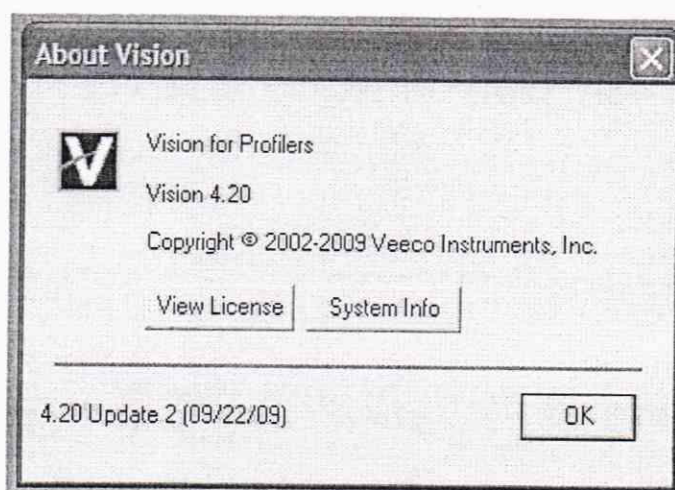 About Vision
Vision for Profilers
Vision 4.20
Copyright © 2002-2009 Veeco Instruments, Inc.
View License System Info
4.20 Update 2 (09/22/09)
OK